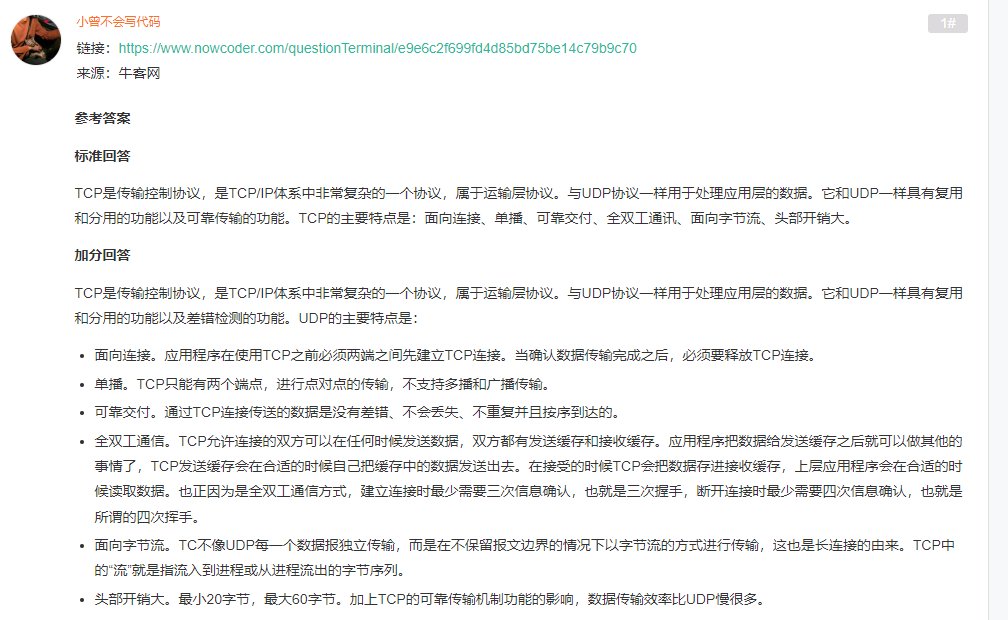 小曾不会写代码
1#
链接：https://www.nowcoder.com/questionTerminal/e9e6c2f699fd4d85bd75be14c79b9c70
来源：牛客网
参考答案
标准回答
TCP是传输控制协议，是TCP/IP体系中非常复杂的一个协议，属于运输层协议。与UDP协议一样用于处理应用层的数据。它和UDP一样具有复用
和分用的功能以及可靠传输的功能。TCP的主要特点是：面向连接、单播、可靠交付、全双工通讯、面向字节流、头部开销大。
加分回答
TCP是传输控制协议，是TCP/IP体系中非常复杂的一个协议，属于运输层协议。与UDP协议一样用于处理应用层的数据。它和UDP一样具有复用
和分用的功能以及差错检测的功能。UDP的主要特点是：
• 面向连接。应用程序在使用TCP之前必须两端之间先建立TCP连接。当确认数据传输完成之后，必须要释放TCP连接。
• 单播。TCP只能有两个端点，进行点对点的传输，不支持多播和广播传输。
• 可靠交付。通过TCP连接传送的数据是没有差错、不会丢失、不重复并且按序到达的。
• 全双工通信。TCP允许连接的双方可以在任何时候发送数据，双方都有发送缓存和接收缓存。应用程序把数据给发送缓存之后就可以做其他的
事情了，TCP发送缓存会在合适的时候自己把缓存中的数据发送出去。在接受的时候TCP会把数据存进接收缓存，上层应用程序会在合适的时
候读取数据。也正因为是全双工通信方式，建立连接时最少需要三次信息确认，也就是三次握手，断开连接时最少需要四次信息确认，也就是
所谓的四次挥手。
• 面向字节流。TC不像UDP每一个数据报独立传输，而是在不保留报文边界的情况下以字节流的方式进行传输，这也是长连接的由来。TCP中
的“流”就是指流入到进程或从进程流出的字节序列。
• 头部开销大。最小20字节，最大60字节。加上TCP的可靠传输机制功能的影响，数据传输效率比UDP慢很多。